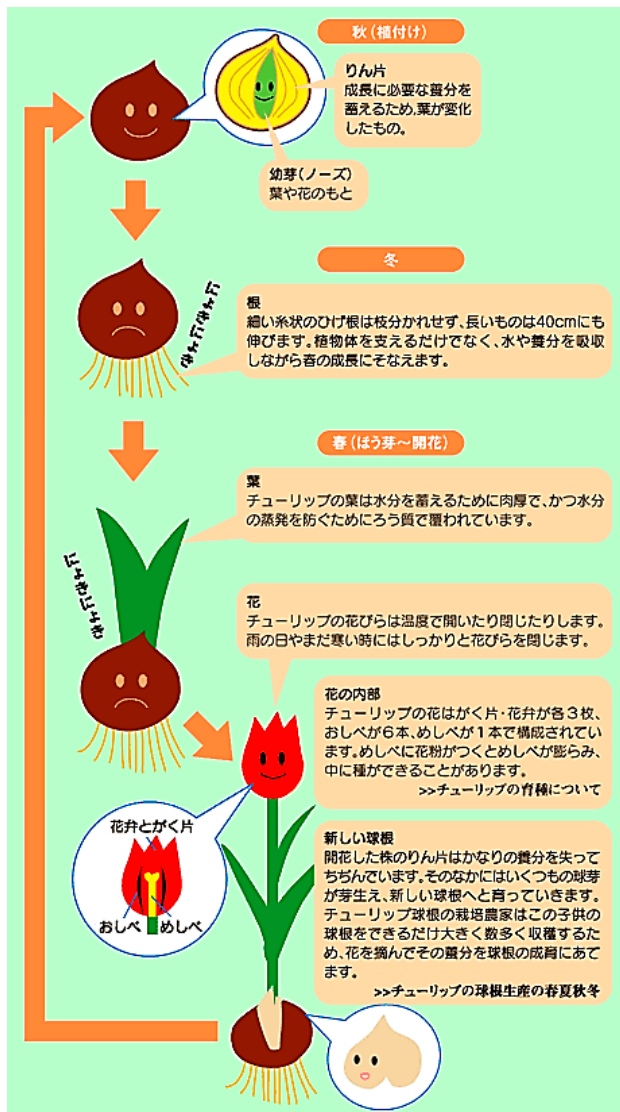 秋(植付け)
りん片
成長に必要な養分を
蓄えるため,葉が変化
したもの。
幼芽(ノーズ)
葉や花のもと
冬
にょきにょき
根
細い糸状のひげ根は枝分かれせず、長いものは40cmにも
伸びます。植物体を支えるだけでなく、水や養分を吸収
しながら春の成長にそなえます。
春(ほう芽〜開花)
葉
チューリップの葉は水分を蓄えるために肉厚で、かつ水分
の蒸発を防ぐためにろう質で覆われています。
にょきにょき
花
チューリップの花びらは温度で開いたり閉じたりします。
雨の日やまだ寒い時にはしっかりと花びらを閉じます。
花の内部
チューリップの花はがく片・花弁が各3枚、
おしべが6本、めしべが1本で構成されてい
ます。めしべに花粉がつくとめしべが膨らみ、
中に種ができることがあります。
>>チューリップの育種について
花弁とがく片
おしべ
めしべ
新しい球根
開花した株のりん片はかなりの養分を失って
ちぢんでいます。そのなかにはいくつもの球芽
が芽生え、新しい球根へと育っていきます。
チューリップ球根の栽培農家はこの子供の
球根をできるだけ大きく数多く収穫するた
め、花を摘んでその養分を球根の成育にあて
ます。
>>チューリップの球根生産の春夏秋冬